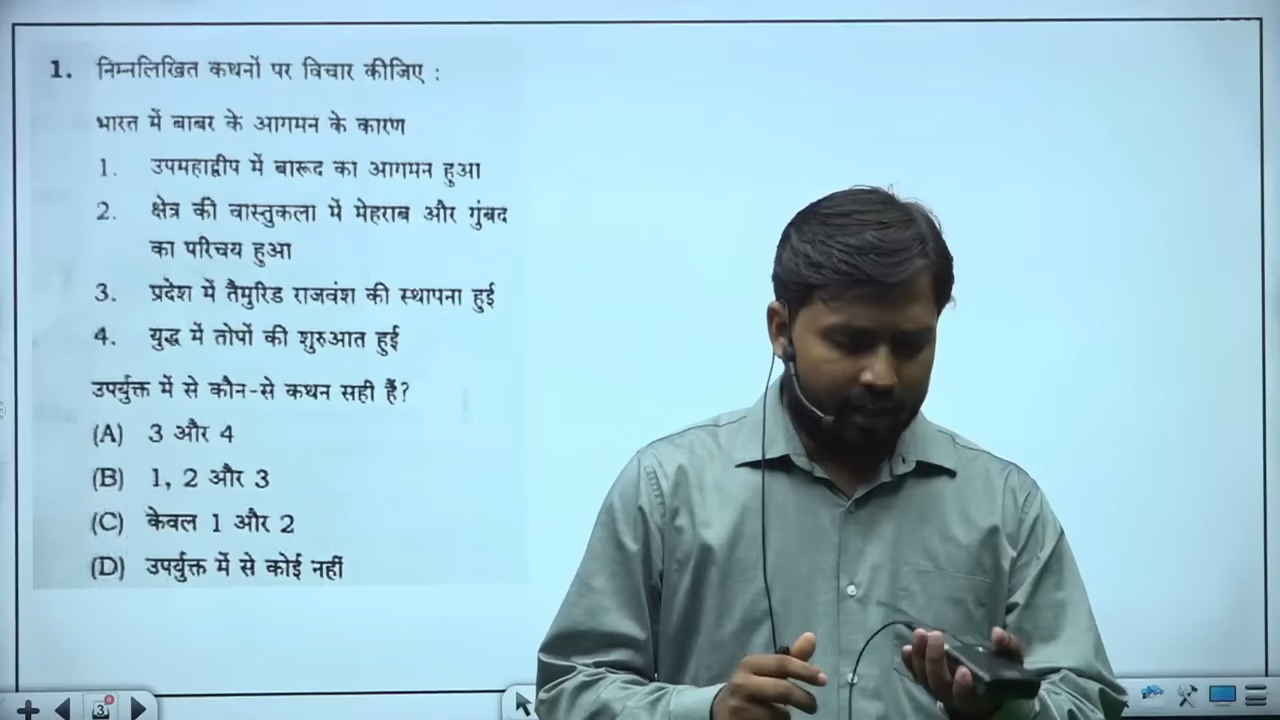 1. निम्नलिखित कथनों पर विचार कीजिए :
भारत में बाबर के आगमन के कारण
1. उपमहाद्वीप में बारूद का आगमन हुआ
2. क्षेत्र की वास्तुकला में मेहराब और गुंबद
का परिचय हुआ
3. प्रदेश में तैमुरिड राजवंश की स्थापना हुई
4. युद्ध में तोपों की शुरुआत हुई
उपर्युक्त में से कौन-से कथन सही हैं?
(A) 3 और 4
(B) 1, 2 और 3
(C) केवल 1 और 2
(D) उपर्युक्त में से कोई नहीं
3